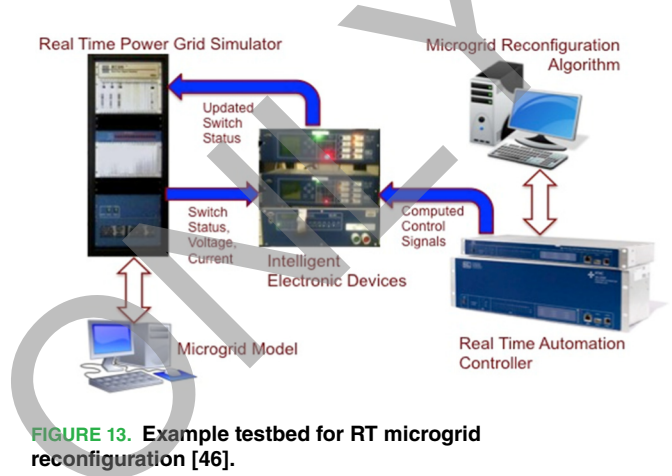 Real Time Power Grid Simulator
Microgrid Reconfiguration
Algorithm
Updated
Switch
Status
Switch
Status,
Voltage,
Current
Computed
Control
Signals
Intelligent
Electronic Devices
Microgrid Model
Real Time Automation
Controller
FIGURE 13. Example testbed for RT microgrid
reconfiguration [46].
ONLY